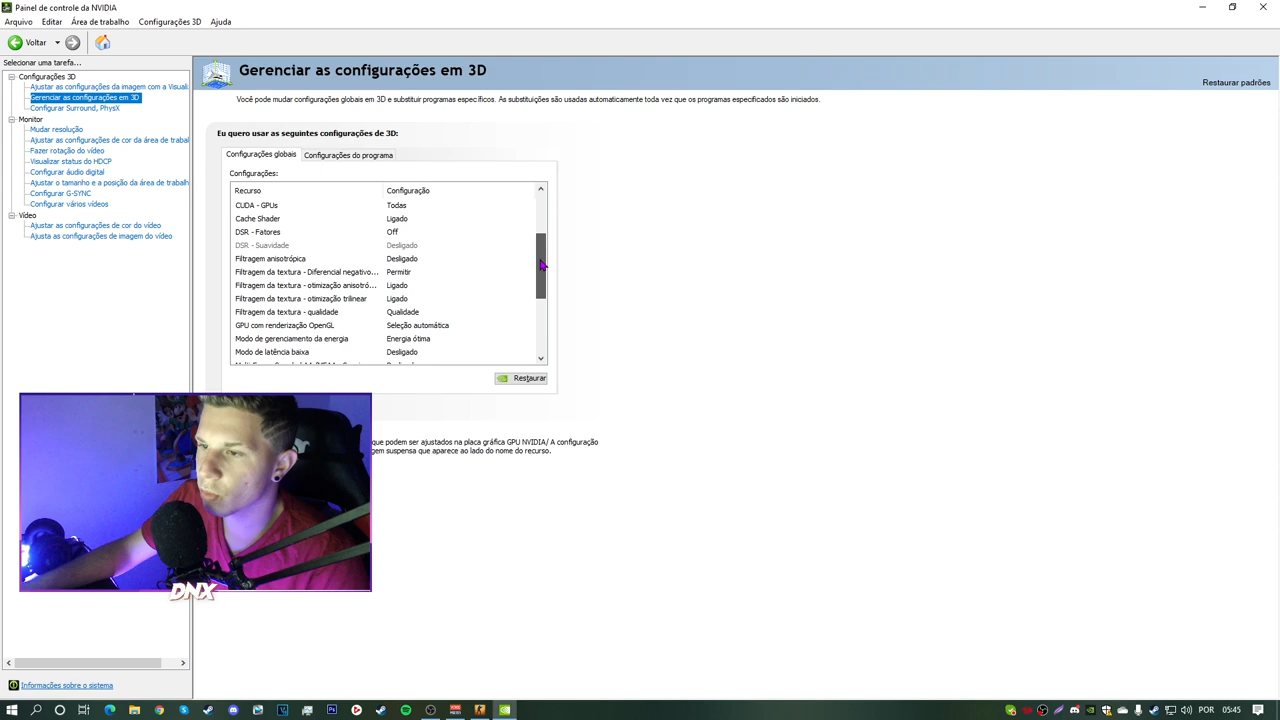 Painel de controle da NVIDIA
Arquivo Editar Área de trabalho Configurações 3D Ajuda
Voltar
Selecionar uma tarefa...
Configurações 3D
Ajustar as configurações da imagem com a Visuali
Gerenciar as configurações em 3D
Configurar Surround, PhysX
Monitor
Mudar resolução
Ajustar as configurações de cor da área de trabal
Fazer rotação do vídeo
Visualizar status do HDCP
Configurar áudio digital
Ajustar o tamanho e a posição da área de trabalh
Configurar G-SYNC
Configurar vários vídeos
Vídeo
Ajustar as configurações de cor do vídeo
Ajusta as configurações de imagem do vídeo
Informações sobre o sistema
Gerenciar as configurações em 3D
Restaurar padrões
Você pode mudar configurações globais em 3D e substituir programas específicos. As substituições são usadas automaticamente toda vez que os programas especificados são iniciados.
Eu quero usar as seguintes configurações de 3D:
Configurações globais Configurações do programa
Configurações:
Recurso Configuração
CUDA - GPUs Todas
Cache Shader Ligado
DSR - Fatores Off
DSR - Suavidade Desligado
Filtragem anisotrópica Desligado
Filtragem da textura - Diferencial negativo... Permitir
Filtragem da textura - otimização anisotró... Ligado
Filtragem da textura - otimização trilinear Ligado
Filtragem da textura - qualidade Qualidade
GPU com renderização OpenGL Seleção automática
Modo de gerenciamento da energia Energia ótima
Modo de latência baixa Desligado
Restaurar
que podem ser ajustados na placa gráfica GPU NVIDIA/ A configuração
gem suspensa que aparece ao lado do nome do recurso.
DNX
POR 05:45